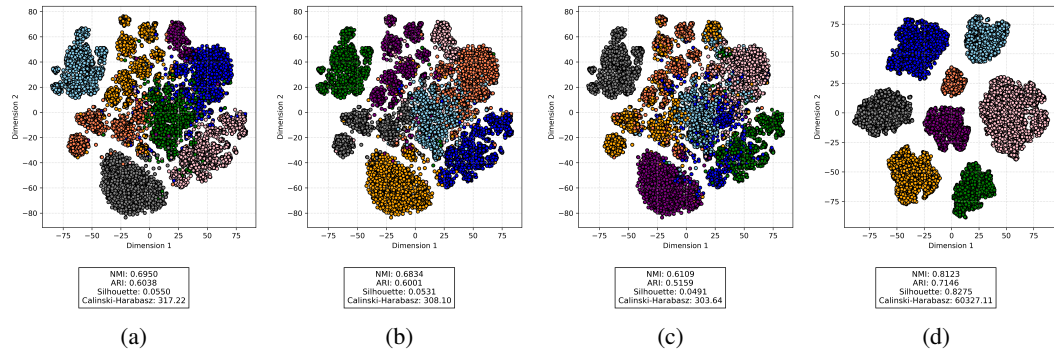 Dimension 2
80
60
40
20
0
−20
−40
−60
−80
−75
−50
−25
0
25
50
75
Dimension 1
NMI: 0.6950
ARI: 0.6038
Silhouette: 0.0550
Calinski-Harabasz: 317.22
(a)
Dimension 2
80
60
40
20
0
−20
−40
−60
−80
−75
−50
−25
0
25
50
75
Dimension 1
NMI: 0.6834
ARI: 0.6001
Silhouette: 0.0531
Calinski-Harabasz: 308.10
(b)
Dimension 2
80
60
40
20
0
−20
−40
−60
−80
−75
−50
−25
0
25
50
75
Dimension 1
NMI: 0.6109
ARI: 0.5159
Silhouette: 0.0491
Calinski-Harabasz: 303.64
(c)
Dimension 2
75
50
25
0
−25
−50
−75
−75
−50
−25
0
25
50
75
Dimension 1
NMI: 0.8123
ARI: 0.7146
Silhouette: 0.8275
Calinski-Harabasz: 60327.11
(d)